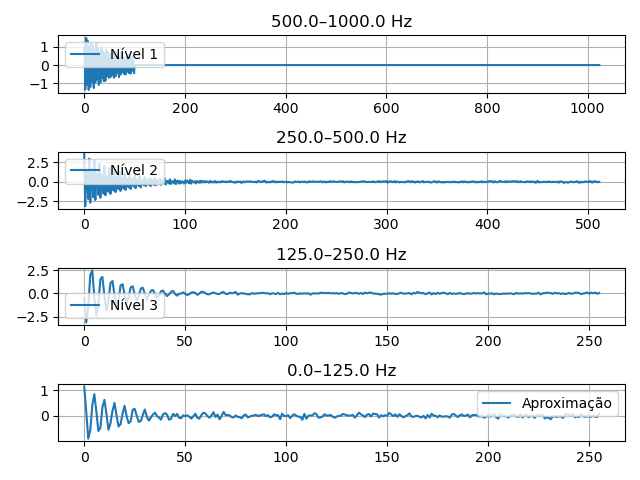 500.0–1000.0 Hz
1
0
−1
Nível 1
0 200 400 600 800 1000
250.0–500.0 Hz
2.5
0.0
−2.5
Nível 2
0 100 200 300 400 500
125.0–250.0 Hz
2.5
0.0
−2.5
Nível 3
0 50 100 150 200 250
0.0–125.0 Hz
1
0
Aproximação
0 50 100 150 200 250